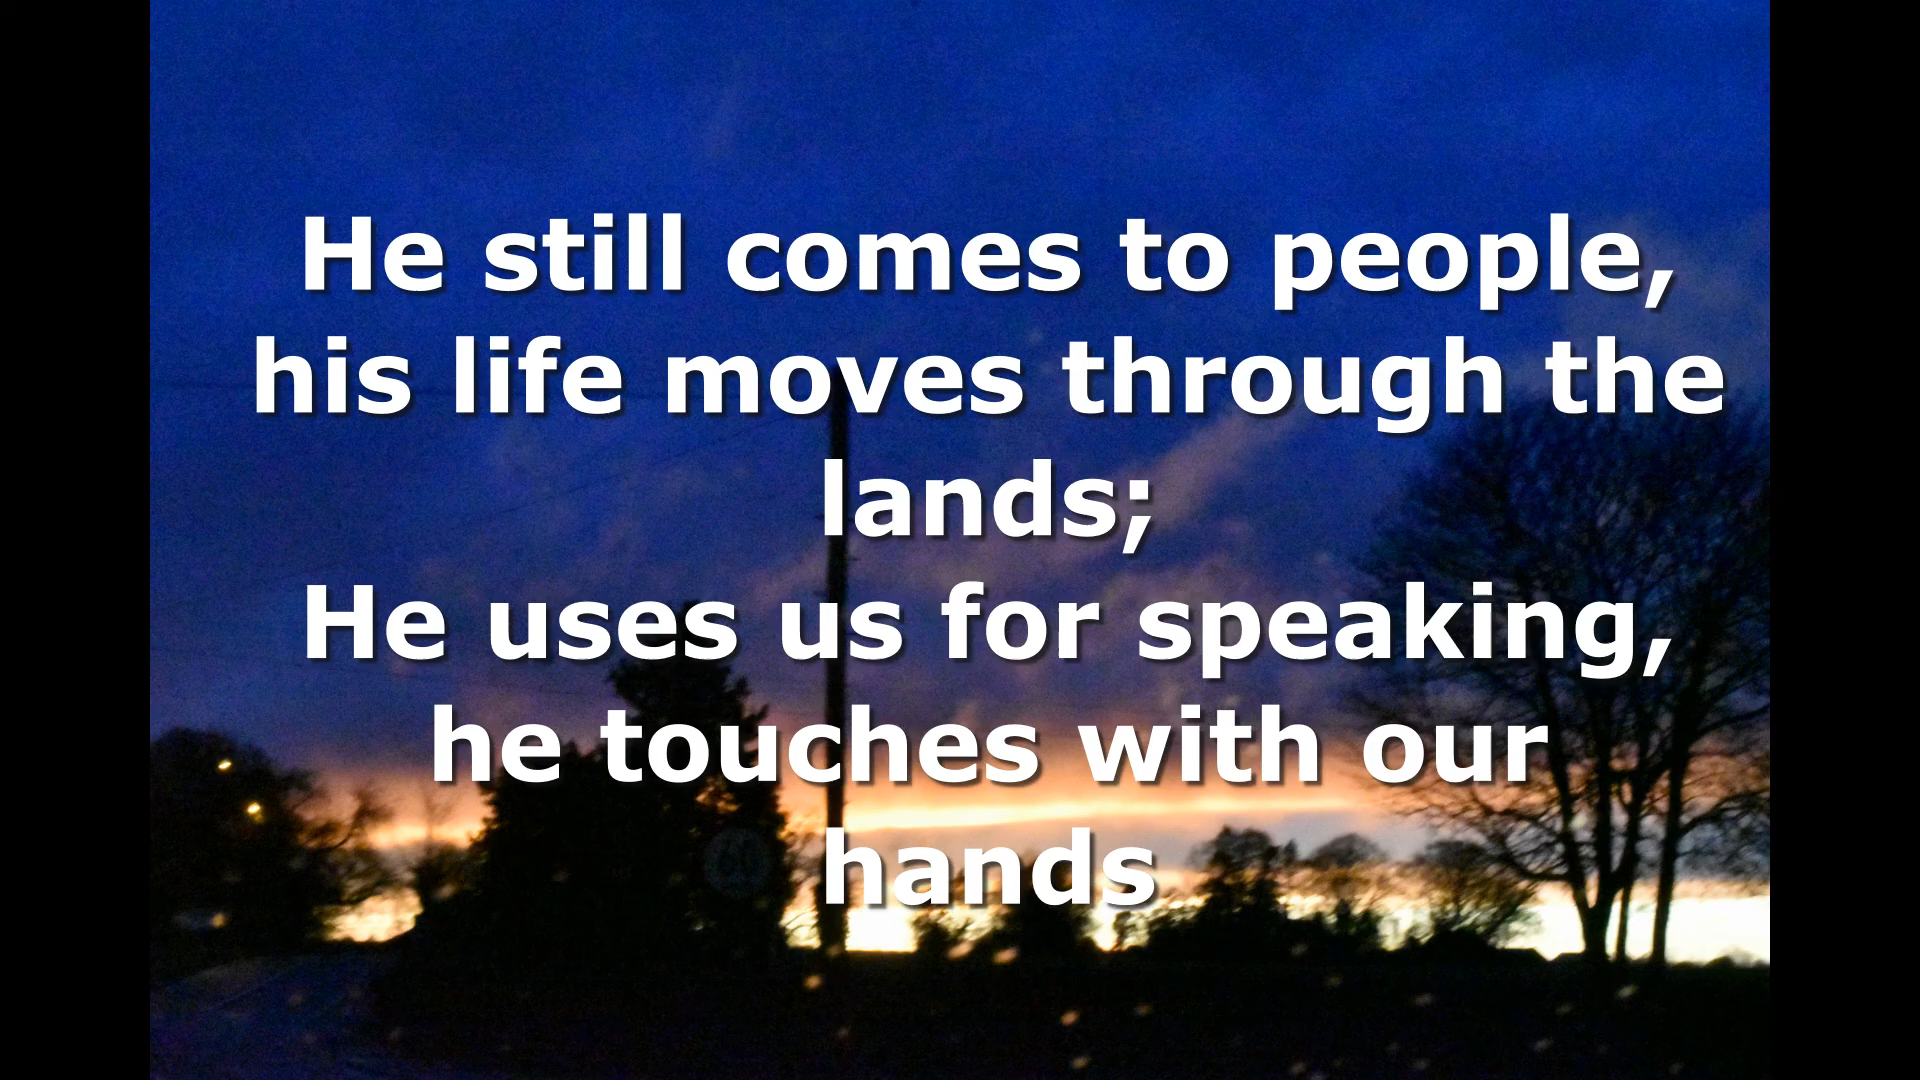 He still comes to people,
his life moves through the
lands;
He uses us for speaking,
he touches with our
hands